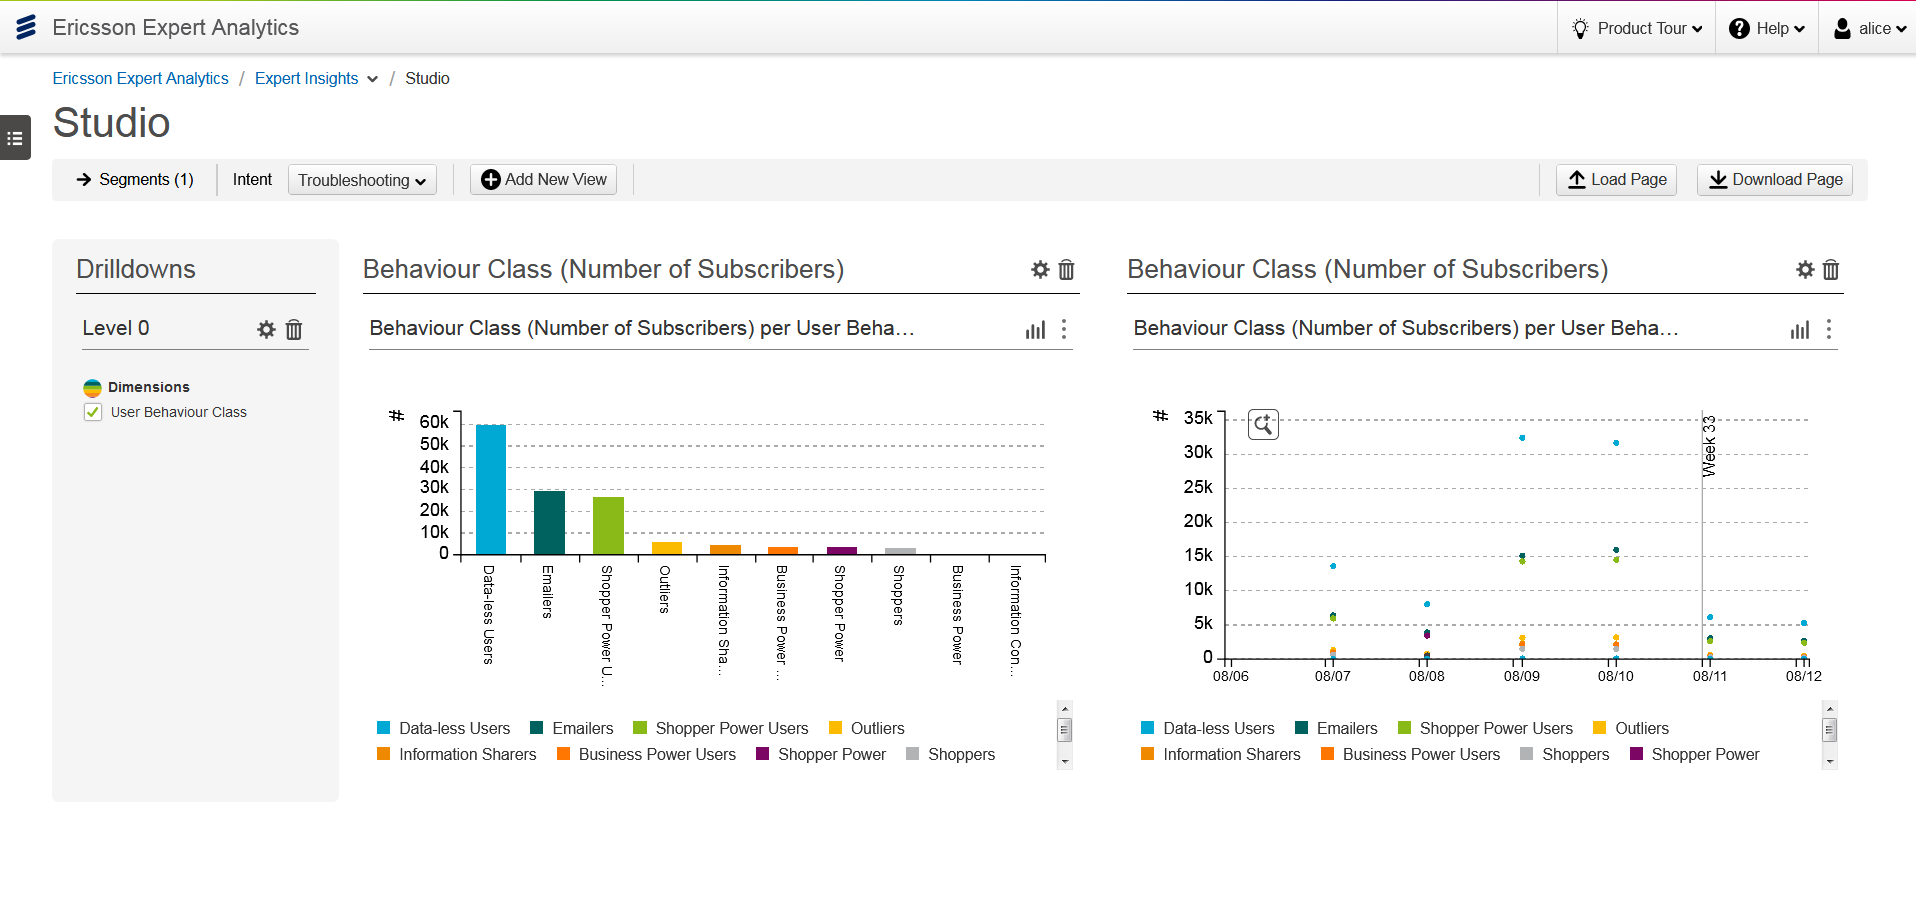 Ericsson Expert Analytics
Product Tour
Help
alice
Ericsson Expert Analytics / Expert Insights / Studio
Studio
Segments (1)
Intent
Troubleshooting
Add New View
Load Page
Download Page
Drilldowns
Level 0
Dimensions
User Behaviour Class
Behaviour Class (Number of Subscribers)
Behaviour Class (Number of Subscribers) per User Beha...
#
60k
50k
40k
30k
20k
10k
0
Data-less Users
Emailers
Shopper Power U...
Outliers
Information Sha...
Business Power ...
Shopper Power
Shoppers
Business Power
Information Con...
Data-less Users
Emailers
Shopper Power Users
Outliers
Information Sharers
Business Power Users
Shopper Power
Shoppers
Behaviour Class (Number of Subscribers)
Behaviour Class (Number of Subscribers) per User Beha...
#
35k
30k
25k
20k
15k
10k
5k
0
Week 33
08/06
08/07
08/08
08/09
08/10
08/11
08/12
Data-less Users
Emailers
Shopper Power Users
Outliers
Information Sharers
Business Power Users
Shoppers
Shopper Power